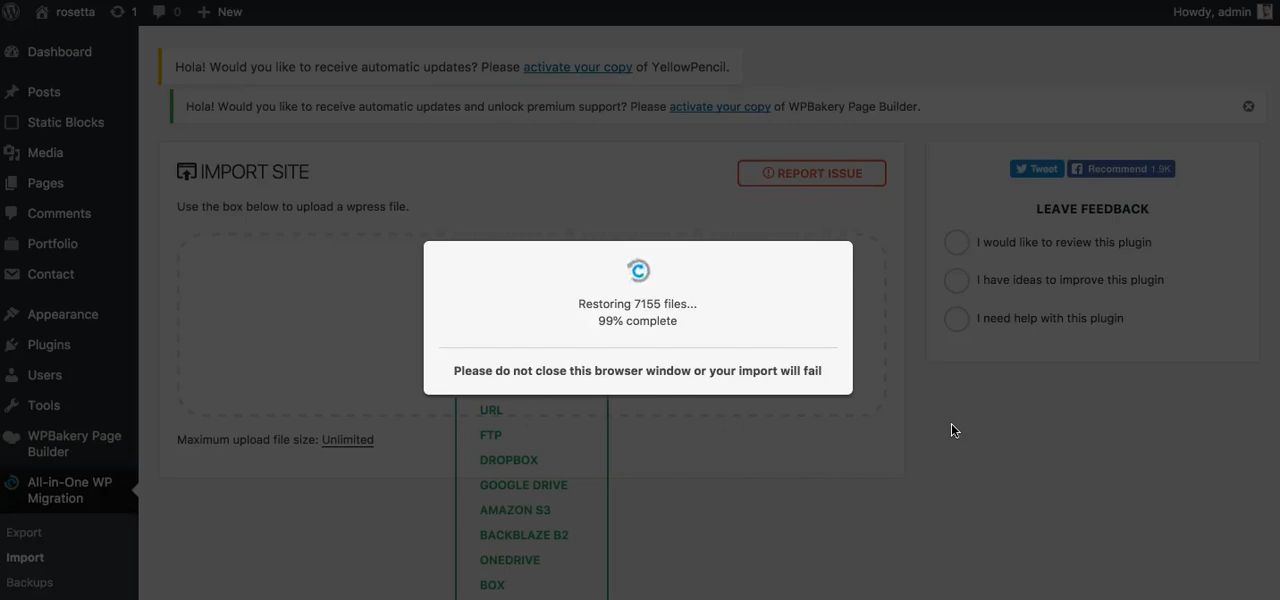 rosetta
1
0
New
Howdy, admin
Dashboard
Posts
Static Blocks
Media
Pages
Comments
Portfolio
Contact
Appearance
Plugins
Users
Tools
WPBakery Page
Builder
All-in-One WP
Migration
Export
Import
Backups
Hola! Would you like to receive automatic updates? Please activate your copy of YellowPencil.
Hola! Would you like to receive automatic updates and unlock premium support? Please activate your copy of WPBakery Page Builder.
IMPORT SITE
REPORT ISSUE
Use the box below to upload a wpress file.
Restoring 7155 files...
99% complete
Please do not close this browser window or your import will fail
URL
FTP
DROPBOX
GOOGLE DRIVE
AMAZON S3
BACKBLAZE B2
ONEDRIVE
BOX
Maximum upload file size: Unlimited
Tweet
Recommend 1.9K
LEAVE FEEDBACK
I would like to review this plugin
I have ideas to improve this plugin
I need help with this plugin